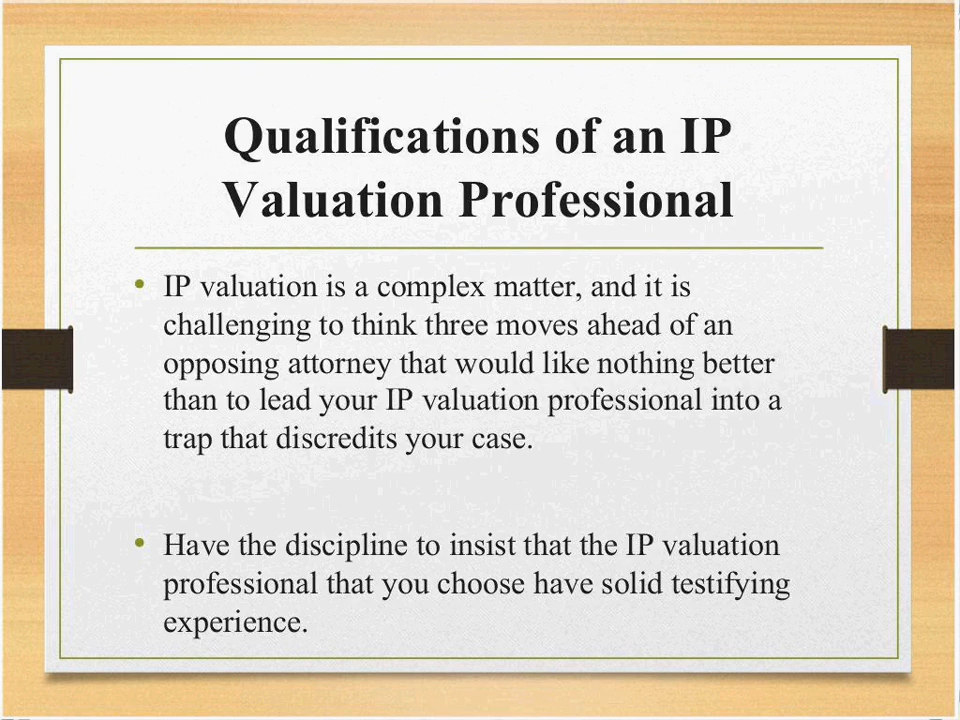 Qualifications of an IP
Valuation Professional
• IP valuation is a complex matter, and it is
challenging to think three moves ahead of an
opposing attorney that would like nothing better
than to lead your IP valuation professional into a
trap that discredits your case.
• Have the discipline to insist that the IP valuation
professional that you choose have solid testifying
experience.